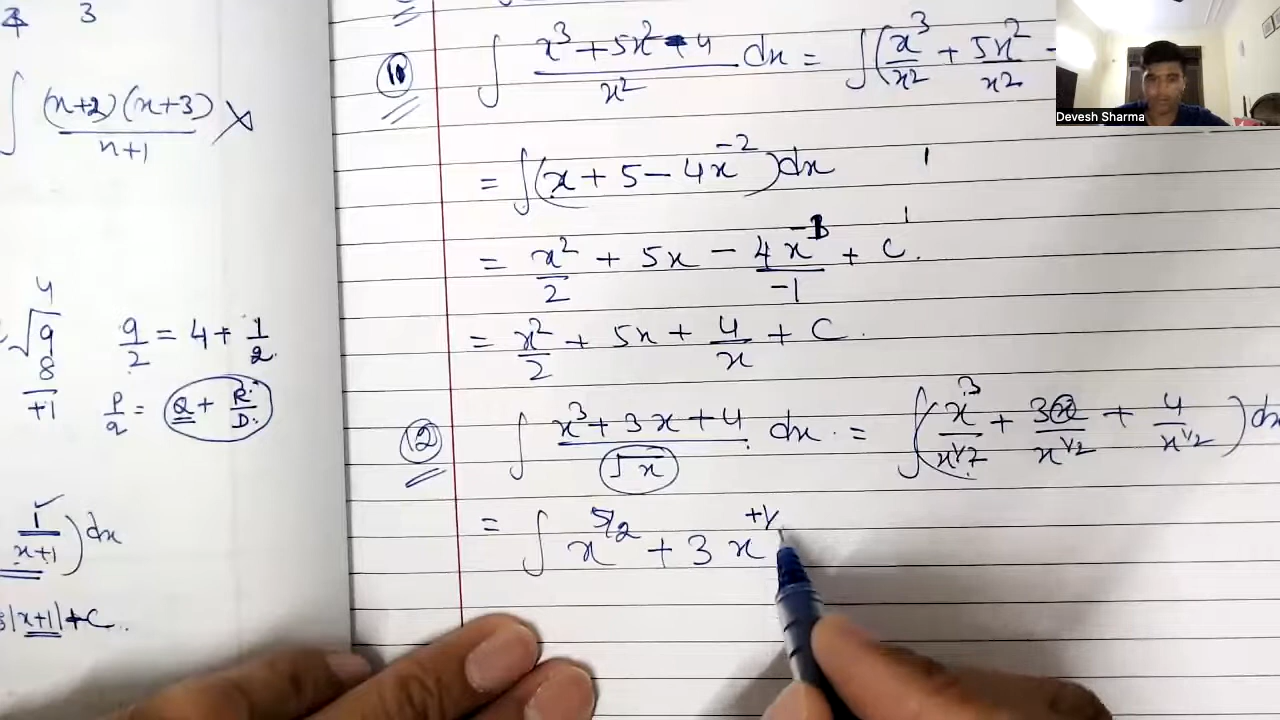 4 3
∫ (x+2)(x+3)/x+1
4
√9 9/2 = 4 + 1/2.
8
+1 P/q = Q + R/D.
1/x+1) dx
|x+1| + C.
(11) ∫ x³ + 5x² - 4/x² dx = ∫(x³/x² + 5x²/x² -
= ∫(x + 5 - 4x⁻²)dx
= x²/2 + 5x - 4x⁻¹/-1 + C.
= x²/2 + 5x + 4/x + C.
(12) ∫ x³ + 3x + 4/√x dx. = ∫(x³/x^1/2 + 3x/x^1/2 + 4/x^1/2) dx
= ∫ x^5/2 + 3 x^+1/
Devesh Sharma